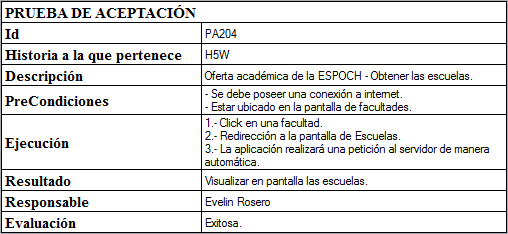 PRUEBA DE ACEPTACIÓN
Id PA204
Historia a la que pertenece H5W
Descripción Oferta académica de la ESPOCH - Obtener las escuelas.
PreCondiciones - Se debe poseer una conexión a internet.
- Estar ubicado en la pantalla de facultades.
Ejecución 1.- Click en una facultad.
2.- Redirección a la pantalla de Escuelas.
3.- La aplicación realizará una petición al servidor de manera
automática.
Resultado Visualizar en pantalla las escuelas.
Responsable Evelin Rosero
Evaluación Exitosa.